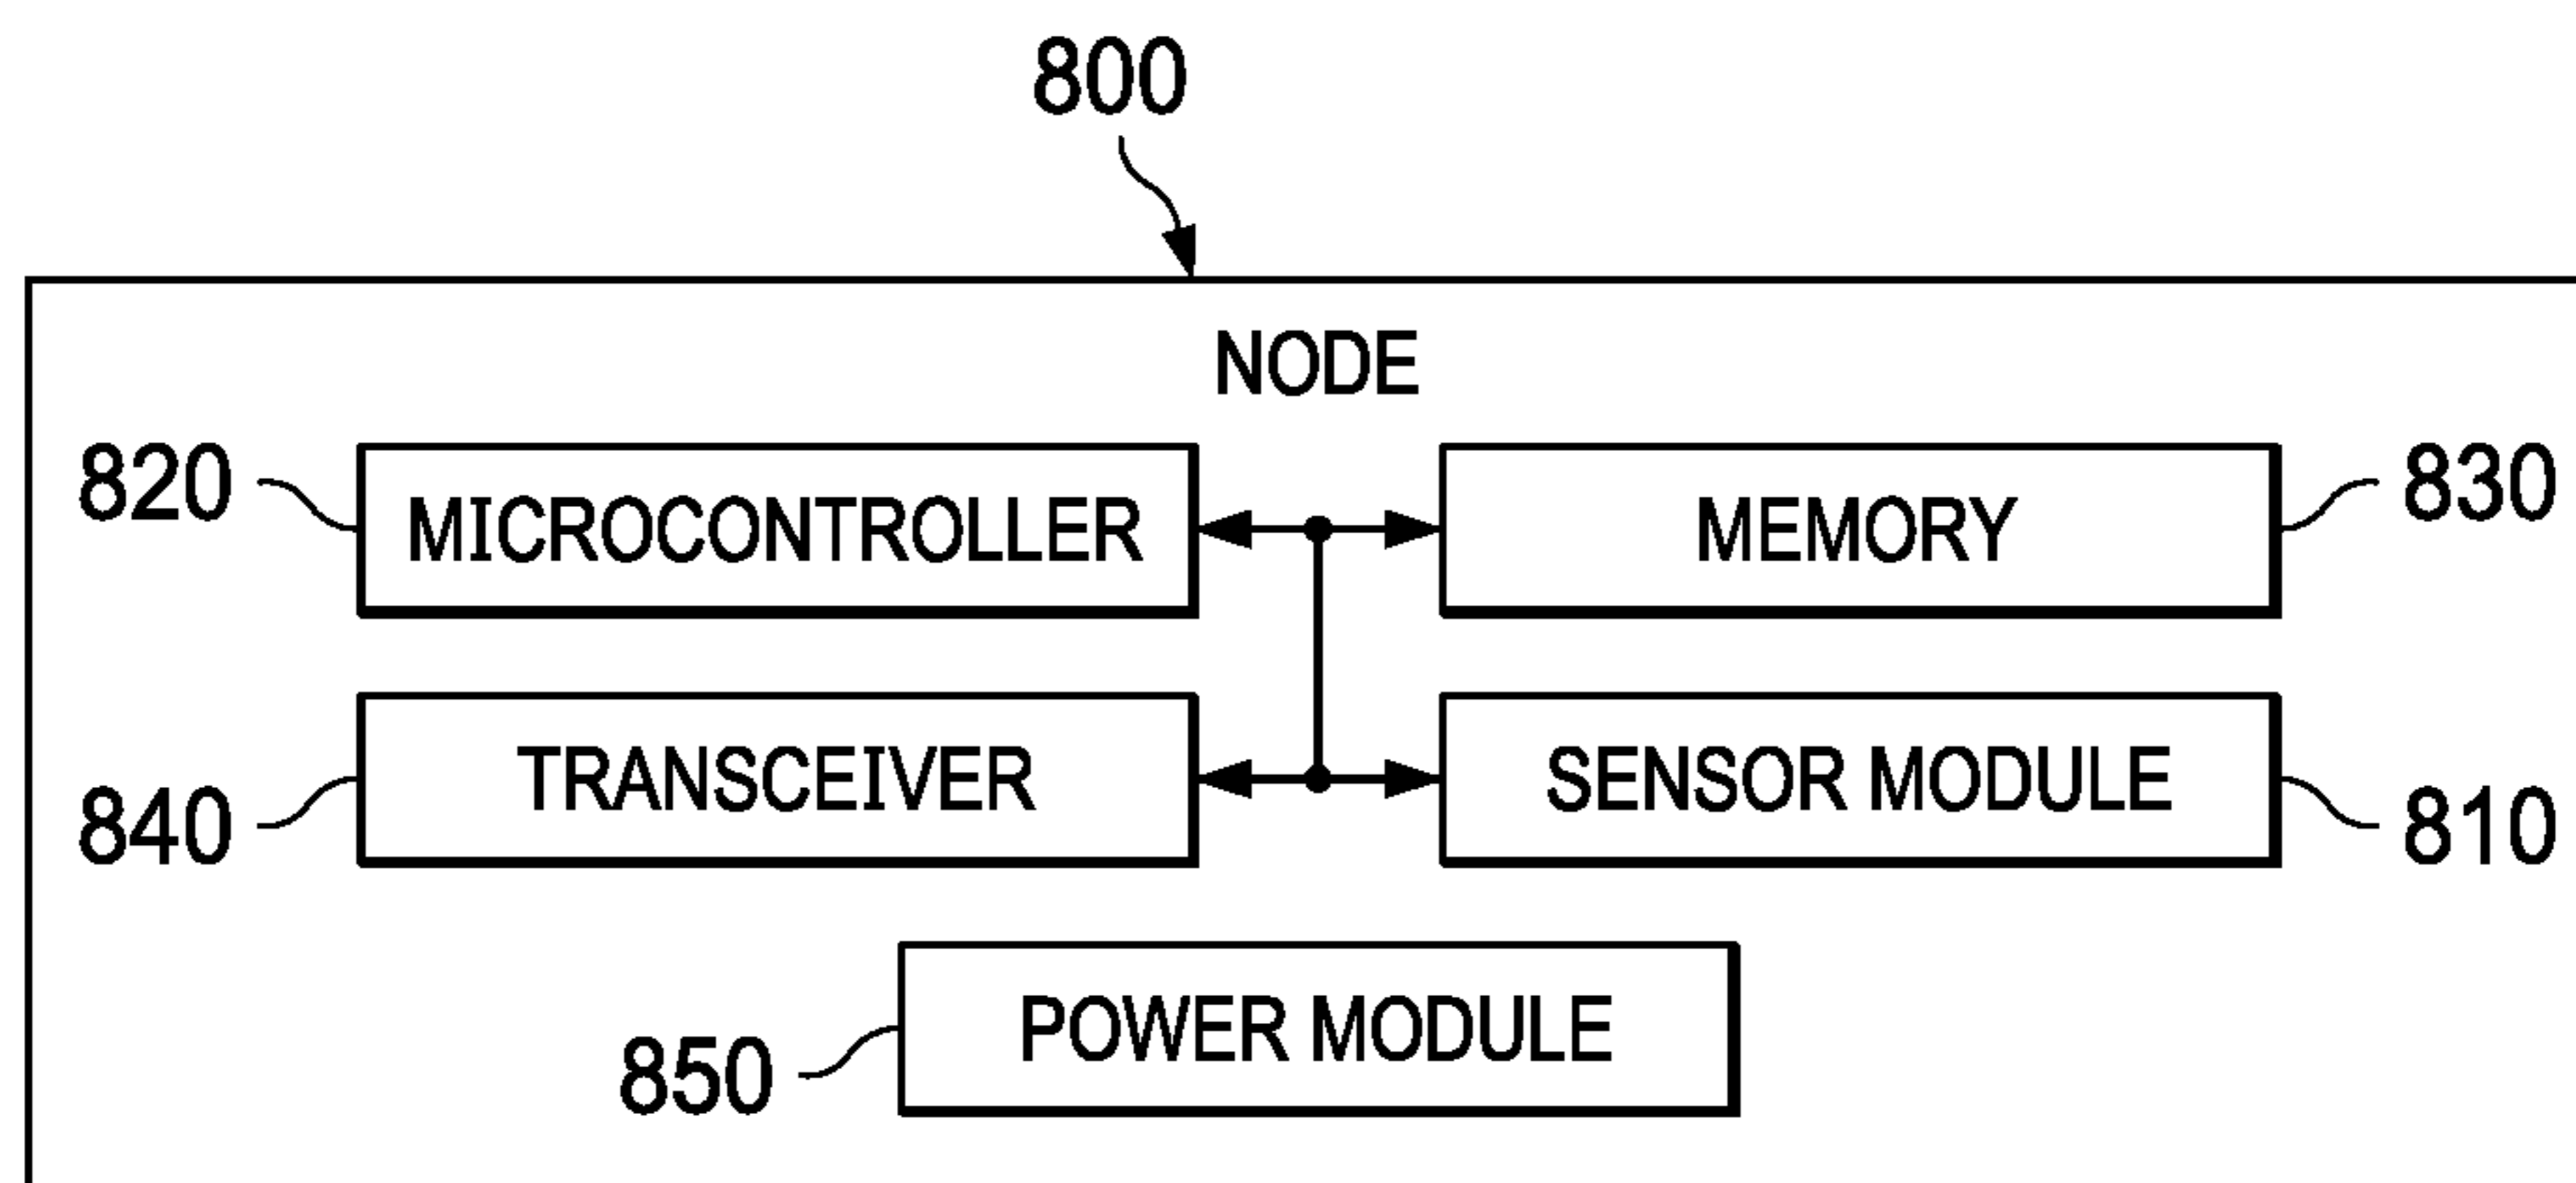 800
NODE
820 MICROCONTROLLER MEMORY 830
840 TRANSCEIVER SENSOR MODULE 810
850 POWER MODULE